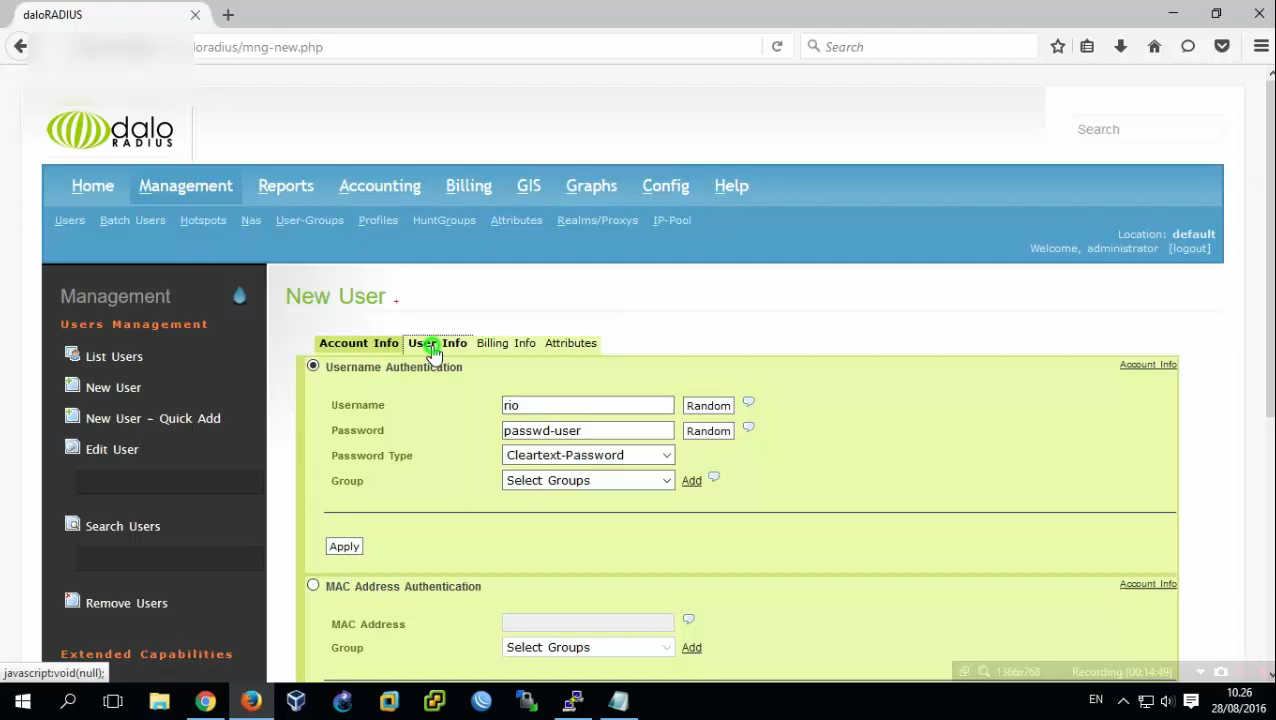 daloRADIUS
loradius/mng-new.php
Search
dalo
RADIUS
Search
Home Management Reports Accounting Billing GIS Graphs Config Help
Users Batch Users Hotspots Nas User-Groups Profiles HuntGroups Attributes Realms/Proxys IP-Pool
Location: default
Welcome, administrator [logout]
Management
Users Management
List Users
New User
New User - Quick Add
Edit User
Search Users
Remove Users
Extended Capabilities
New User +
Account Info User Info Billing Info Attributes
Username Authentication
Account Info
Username rio Random
Password passwd-user Random
Password Type Cleartext-Password
Group Select Groups Add
Apply
MAC Address Authentication
Account Info
MAC Address
Group Select Groups Add
javascript:void(null);
1366x768 Recording [00:14:49]
EN
10.26
28/08/2016